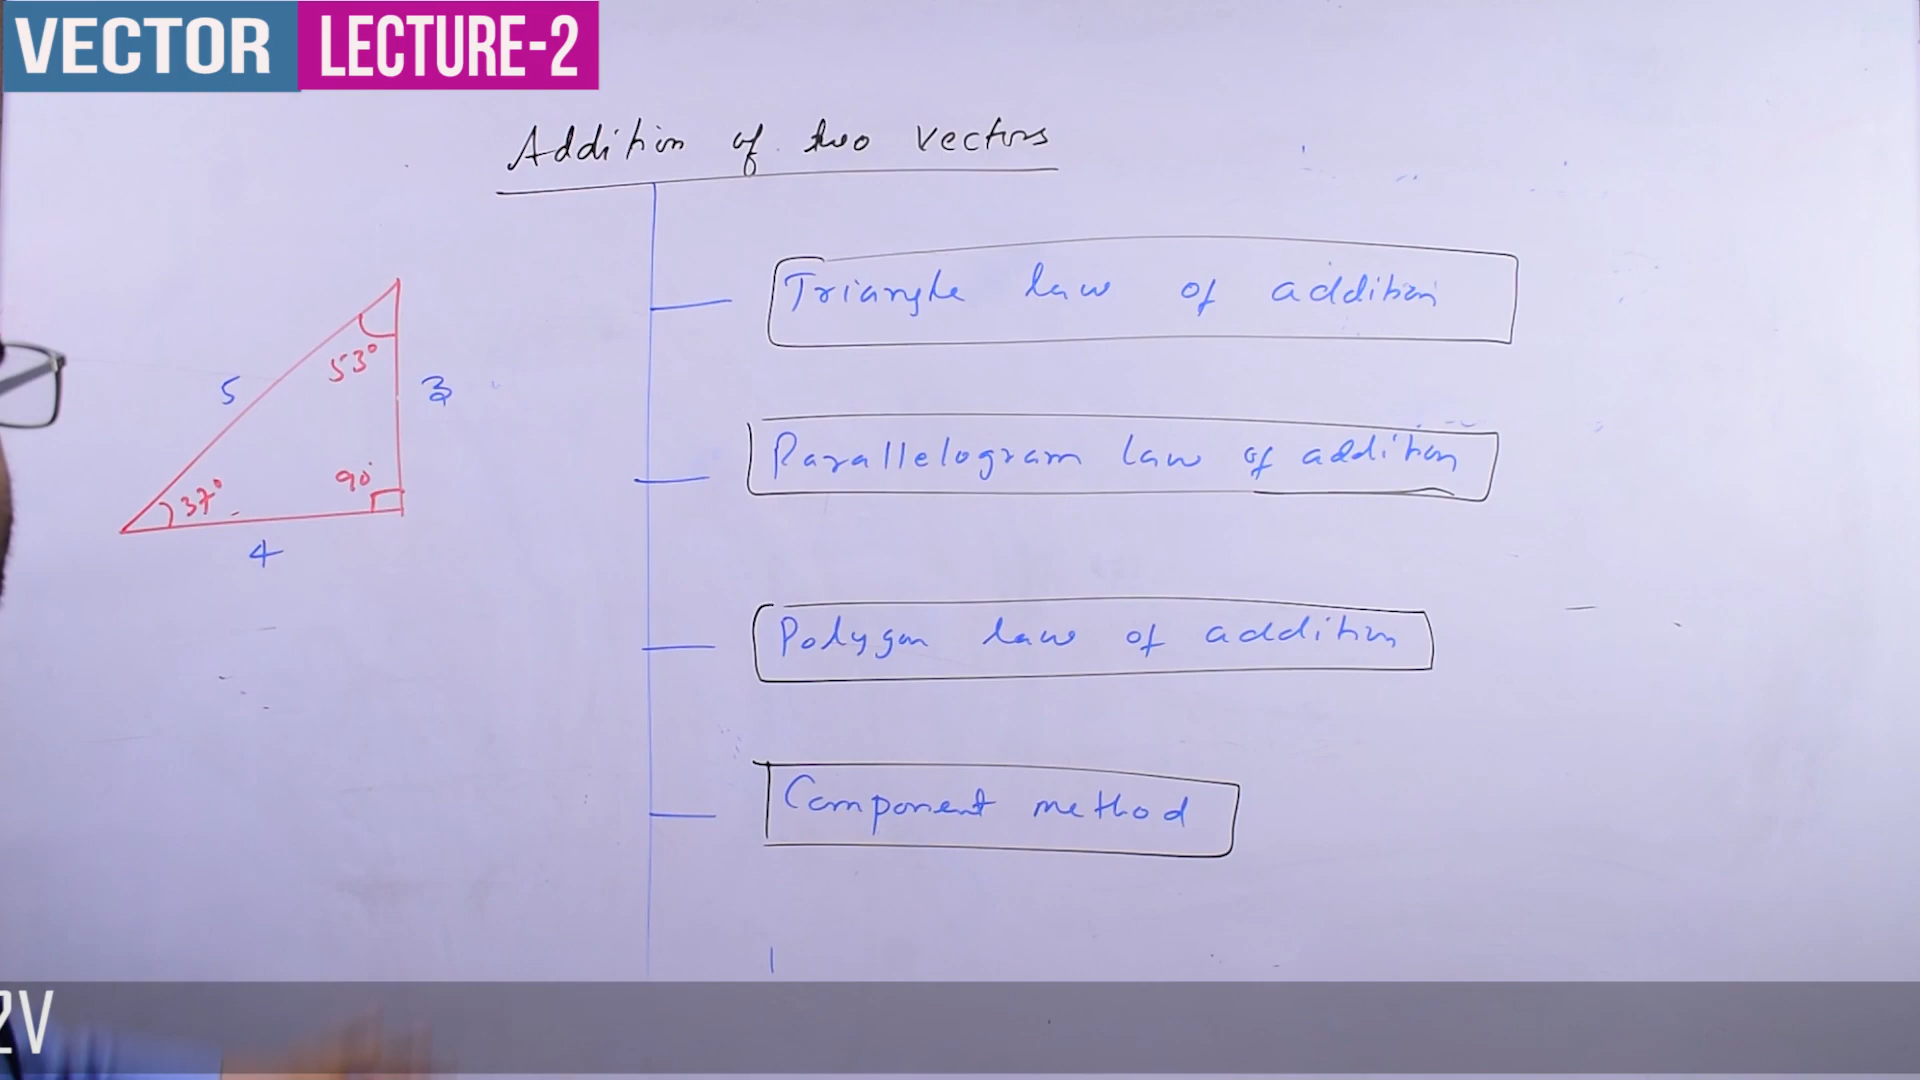 VECTOR LECTURE-2
Addition of two vectors
Triangle law of addition
53°
5
3
Parallelogram law of addition
90°
37°
4
Polygon law of addition
Component method
2V